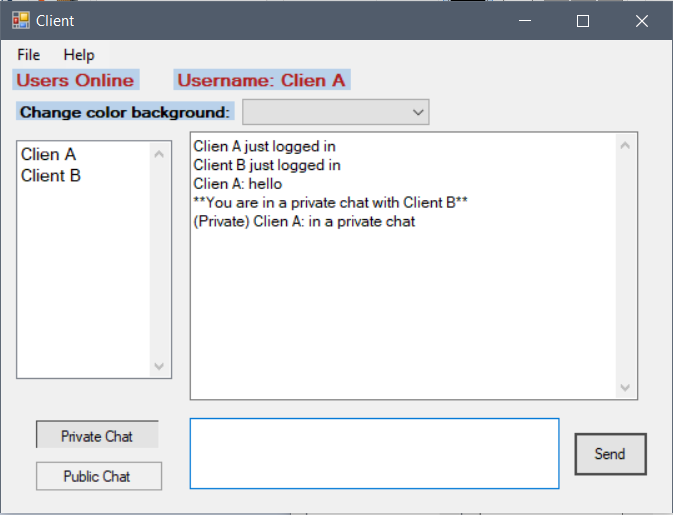 Client
File Help
Users Online Username: Clien A
Change color background:
Clien A
Client B
Clien A just logged in
Client B just logged in
Clien A: hello
**You are in a private chat with Client B**
(Private) Clien A: in a private chat
Private Chat
Public Chat
Send